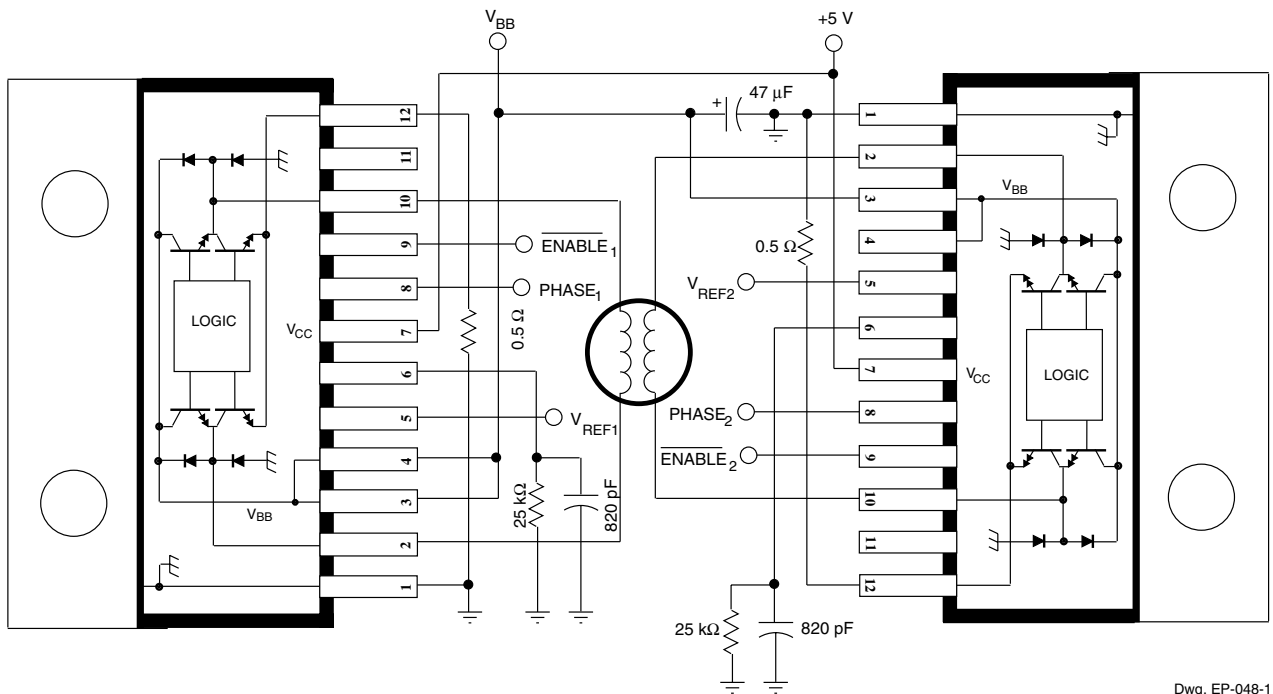 V_BB
+5 V
47 µF
+
12
11
10
9
8
7
6
5
4
3
2
1
ENABLE_1
PHASE_1
V_CC
LOGIC
0.5 Ω
V_REF1
V_BB
25 kΩ
820 pF
1
2
3
4
5
6
7
8
9
10
11
12
V_BB
0.5 Ω
V_REF2
V_CC
LOGIC
PHASE_2
ENABLE_2
25 kΩ
820 pF
Dwg. EP-048-1